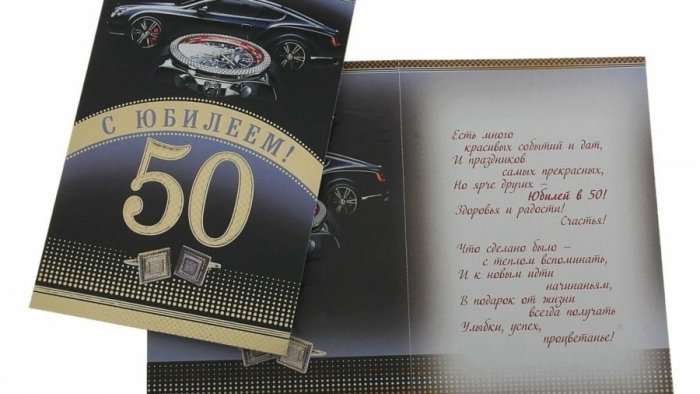 С ЮБИЛЕЕМ!
50
Есть много
красивых событий и дат,
И праздников
самых прекрасных,
Но ярче других –
Юбилей в 50!
Здоровья и радости!
Счастья!
Что сделано было –
с теплом вспоминать,
И к новым идти
начинаньям,
В подарок от жизни
всегда получать
Улыбки, успех,
процветанье!